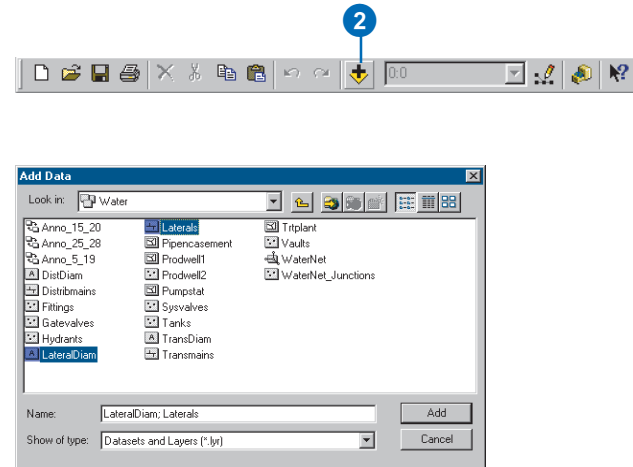 2
0:0
Add Data
Look in: Water
Anno_15_20 Laterals Trtplant
Anno_25_28 Pipencasement Vaults
Anno_5_19 Prodwell1 WaterNet
DistDiam Prodwell2 WaterNet_Junctions
Distribmains Pumpstat
Fittings Sysvalves
Gatevalves Tanks
Hydrants TransDiam
LateralDiam Transmains
Name: LateralDiam; Laterals Add
Show of type: Datasets and Layers (*.lyr) Cancel